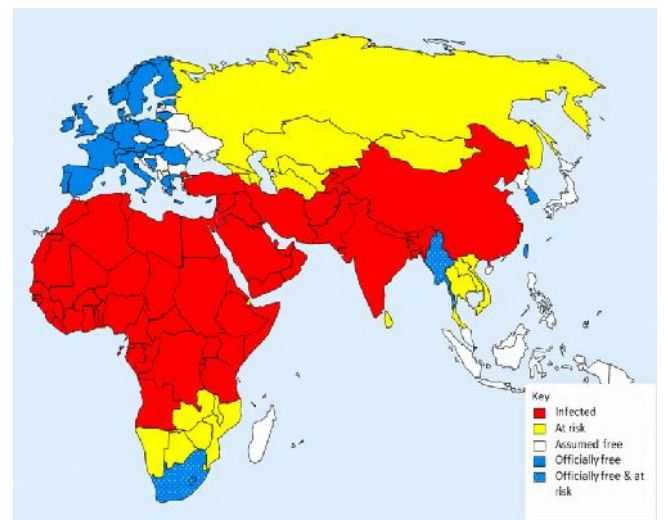 Key
Infected
At risk
Assumed free
Officially free
Officially free & at
risk